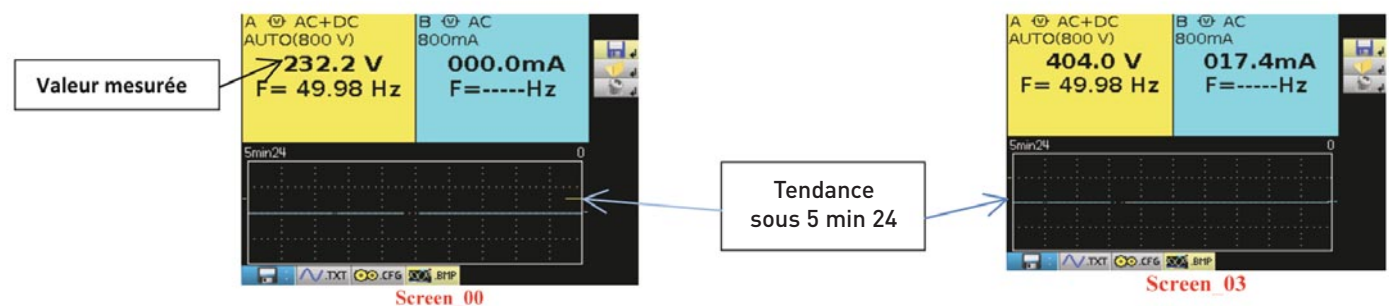 A V AC+DC
AUTO(800 V)
232.2 V
F= 49.98 Hz
B V AC
800mA
000.0mA
F=-----Hz
Valeur mesurée
5min24 0
.TXT .CFG .BMP
Screen_00
Tendance
sous 5 min 24
A V AC+DC
AUTO(800 V)
404.0 V
F= 49.98 Hz
B V AC
800mA
017.4mA
F=-----Hz
5min24 0
.TXT .CFG .BMP
Screen_03